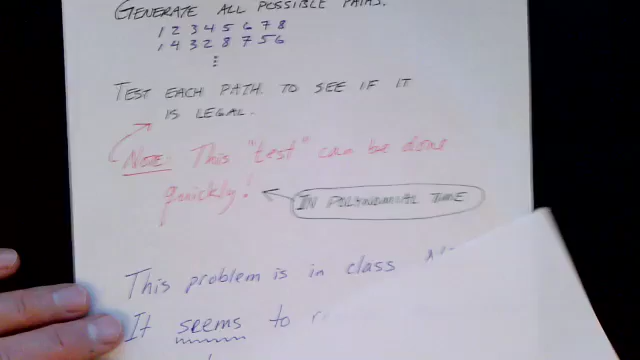 GENERATE ALL POSSIBLE PATHS.
1 2 3 4 5 6 7 8
1 4 3 2 8 7 5 6
⋮
TEST EACH PATH TO SEE IF IT
IS LEGAL.
NOTE: This "test" can be done
quickly!
IN POLYNOMIAL TIME
This problem is in class
It seems to